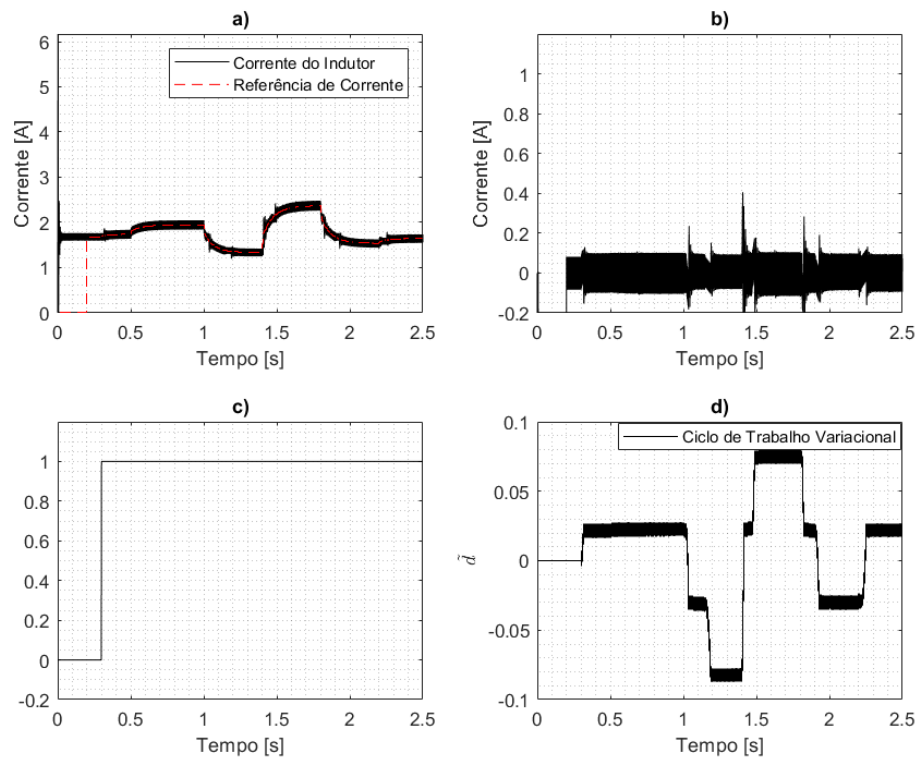 a)
6
5
4
3
2
1
0
Corrente [A]
Corrente do Indutor
Referência de Corrente
0 0.5 1 1.5 2 2.5
Tempo [s]
b)
1
0.8
0.6
0.4
0.2
0
-0.2
Corrente [A]
0 0.5 1 1.5 2 2.5
Tempo [s]
c)
1
0.8
0.6
0.4
0.2
0
-0.2
0 0.5 1 1.5 2 2.5
Tempo [s]
d)
0.1
0.05
0
-0.05
-0.1
d̃
Ciclo de Trabalho Variacional
0 0.5 1 1.5 2 2.5
Tempo [s]